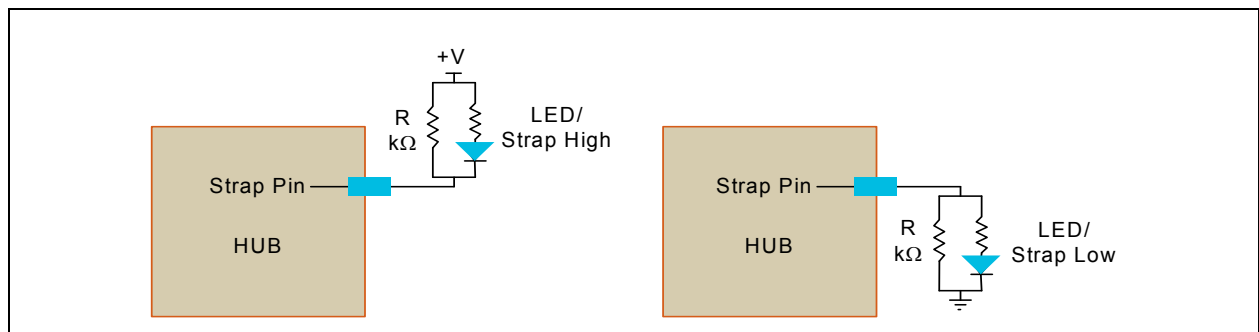 +V
R
kΩ
LED/
Strap High
Strap Pin
HUB
Strap Pin
HUB
R
kΩ
LED/
Strap Low